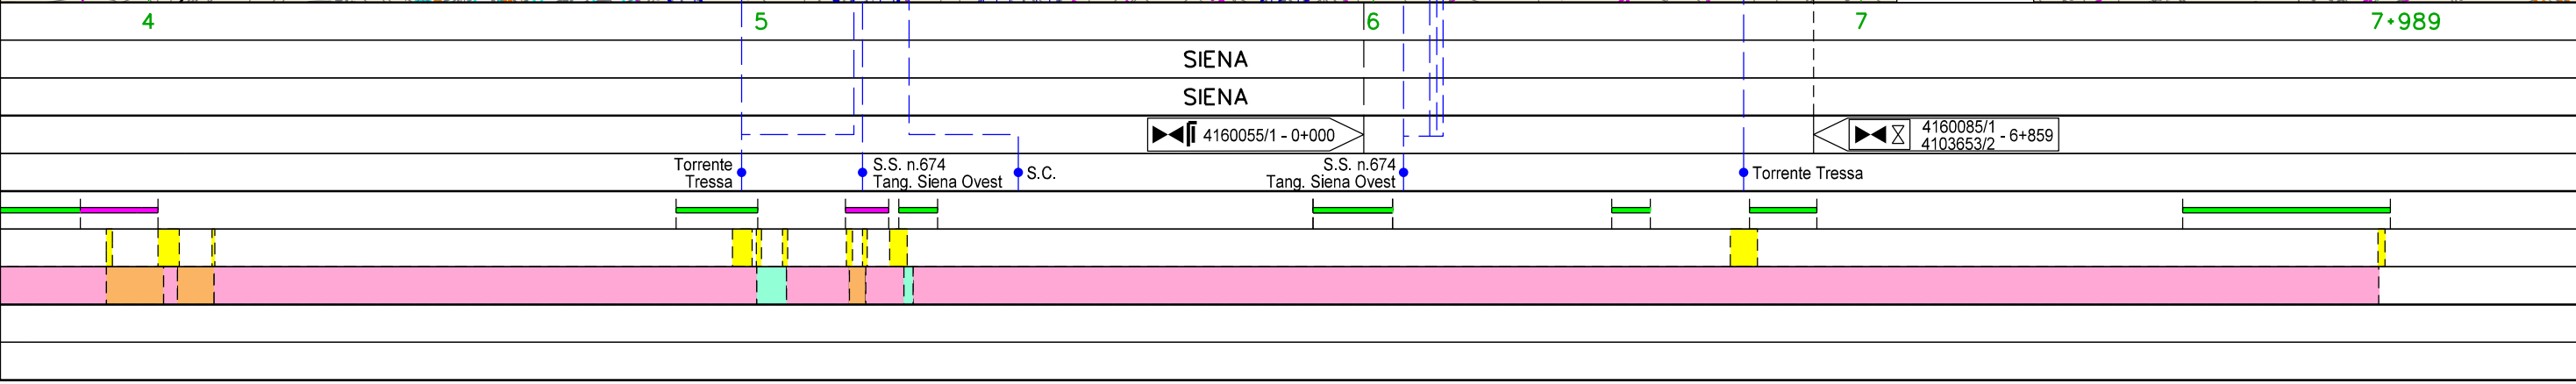 4 5 6 7 7+989
SIENA
SIENA
4160055/1 - 0+000
4160085/1
4103653/2 - 6+859
Torrente
Tressa
S.S. n.674
Tang. Siena Ovest
S.C.
S.S. n.674
Tang. Siena Ovest
Torrente Tressa